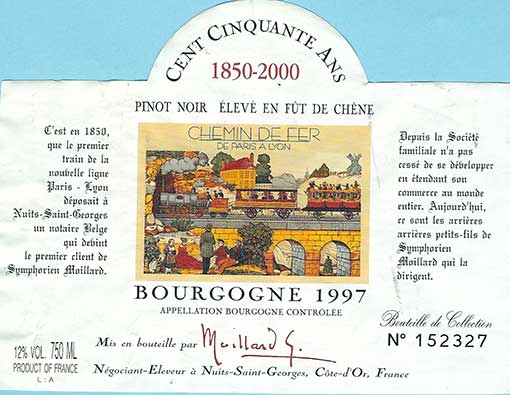 CENT CINQUANTE ANS
1850-2000
PINOT NOIR ÉLEVÉ EN FÛT DE CHÊNE
C'est en 1850,
que le premier
train de la
nouvelle ligne
Paris - Lyon
déposait à
Nuits-Saint-Georges
un notaire Belge
qui debint
le premier client de
Symphorien Moillard.
CHEMIN DE FER
DE PARIS A LYON
Depuis la Société
familiale n'a pas
cessé de se développer
en étendant son
commerce au monde
entier. Aujourd'hui,
ce sont les arrières
arrières petits-fils de
Symphorien
Moillard qui la
dirigent.
BOURGOGNE 1997
APPELLATION BOURGOGNE CONTRÔLÉE
Mis en bouteille par Moillard G.
Négociant-Eleveur à Nuits-Saint-Georges, Côte-d'Or, France
12% VOL. 750 ML
PRODUCT OF FRANCE
L : A
Bouteille de Collection
N° 152327